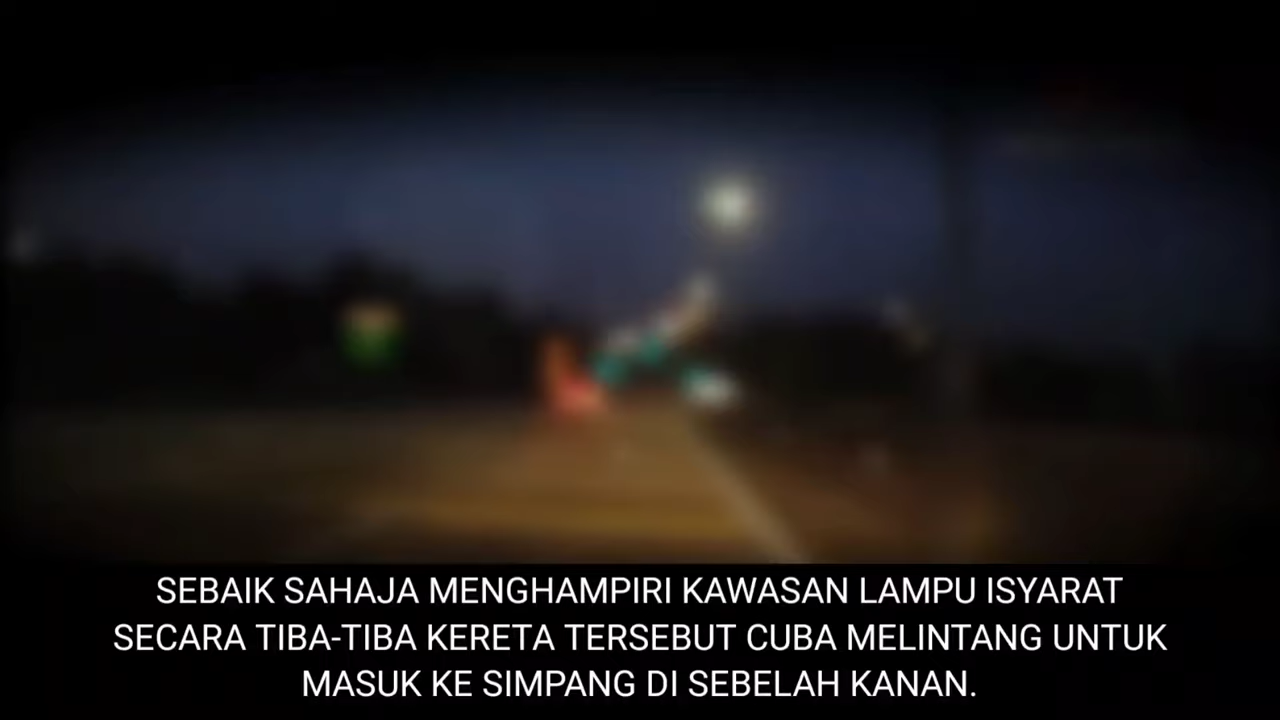 SEBAIK SAHAJA MENGHAMPIRI KAWASAN LAMPU ISYARAT
SECARA TIBA-TIBA KERETA TERSEBUT CUBA MELINTANG UNTUK
MASUK KE SIMPANG DI SEBELAH KANAN.